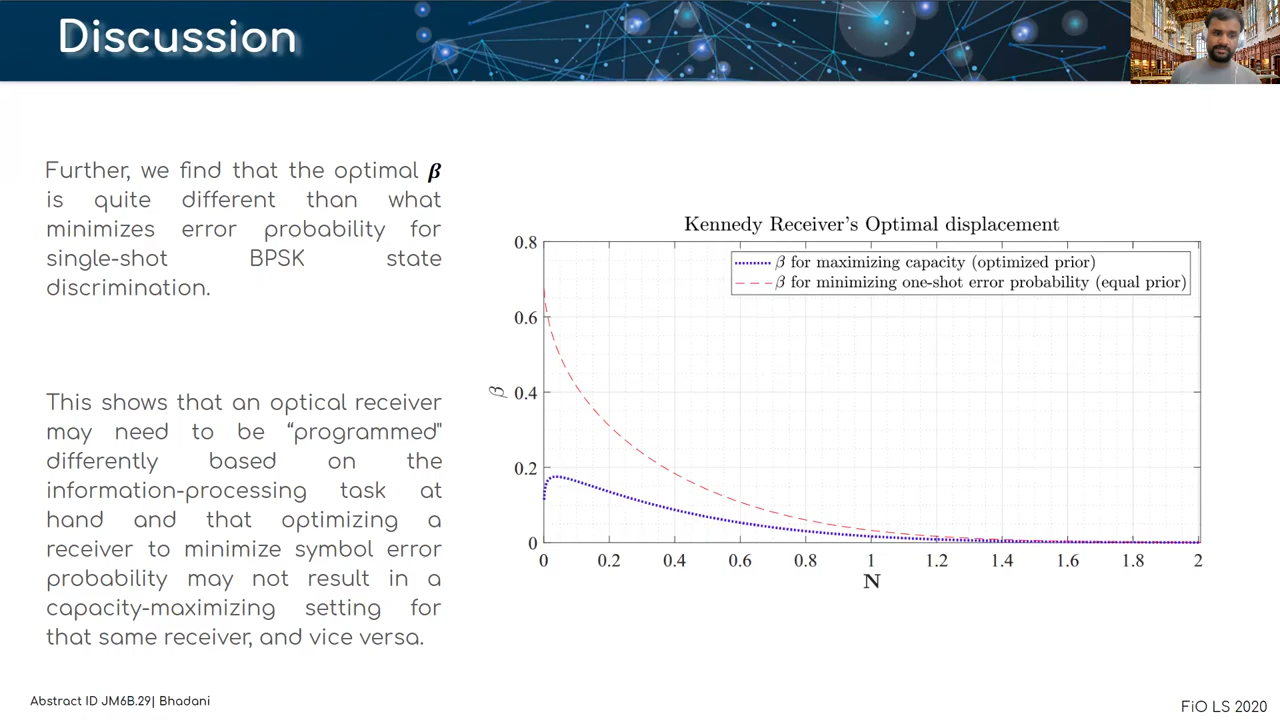 Discussion
Further, we find that the optimal β
is quite different than what
minimizes error probability for
single-shot BPSK state
discrimination.
This shows that an optical receiver
may need to be “programmed"
differently based on the
information-processing task at
hand and that optimizing a
receiver to minimize symbol error
probability may not result in a
capacity-maximizing setting for
that same receiver, and vice versa.
Kennedy Receiver's Optimal displacement
β for maximizing capacity (optimized prior)
β for minimizing one-shot error probability (equal prior)
β
0.8
0.6
0.4
0.2
0
0 0.2 0.4 0.6 0.8 1 1.2 1.4 1.6 1.8 2
N
Abstract ID JM6B.29| Bhadani
FiO LS 2020